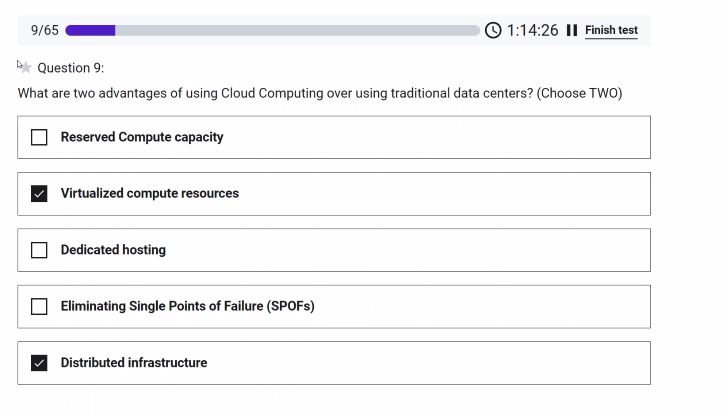 9/65 1:14:26 Finish test
Question 9:
What are two advantages of using Cloud Computing over using traditional data centers? (Choose TWO)
Reserved Compute capacity
Virtualized compute resources
Dedicated hosting
Eliminating Single Points of Failure (SPOFs)
Distributed infrastructure